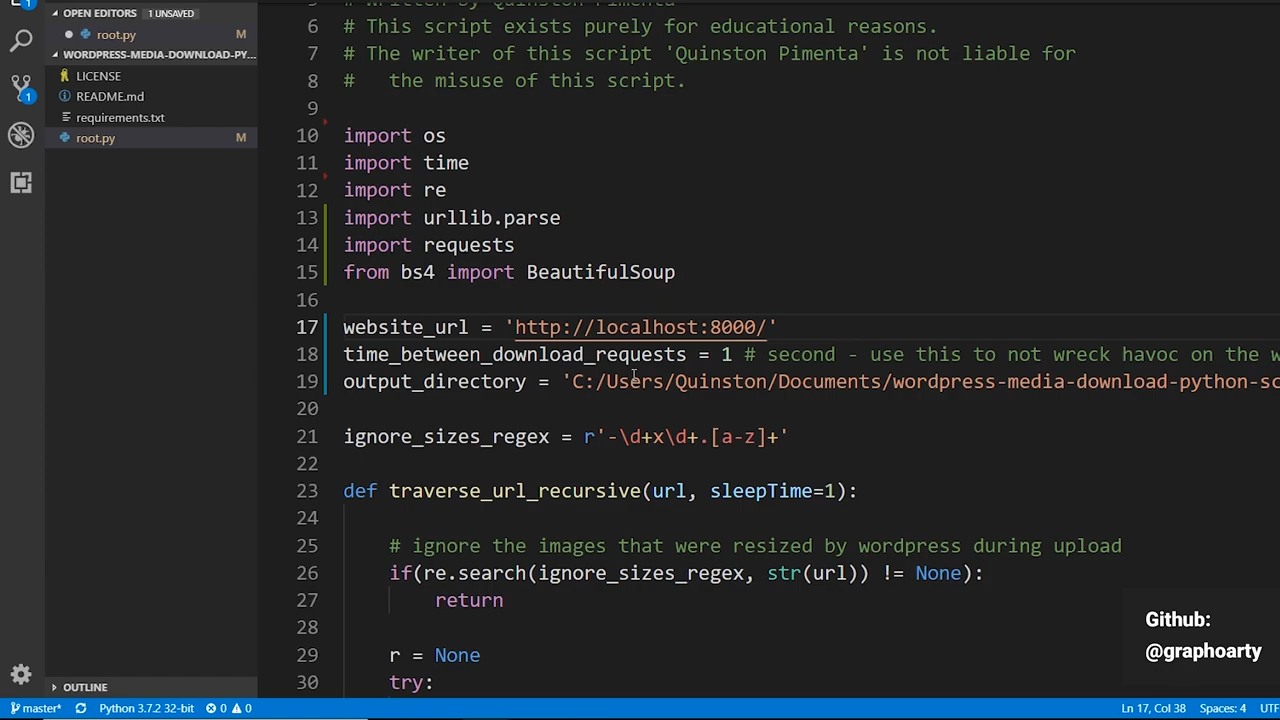 OPEN EDITORS 1 UNSAVED
root.py M
WORDPRESS-MEDIA-DOWNLOAD-PY...
LICENSE
README.md
requirements.txt
root.py M
OUTLINE
6 # This script exists purely for educational reasons.
7 # The writer of this script 'Quinston Pimenta' is not liable for
8 #   the misuse of this script.
9
10 import os
11 import time
12 import re
13 import urllib.parse
14 import requests
15 from bs4 import BeautifulSoup
16
17 website_url = 'http://localhost:8000/'
18 time_between_download_requests = 1 # second - use this to not wreck havoc on the w
19 output_directory = 'C:/Users/Quinston/Documents/wordpress-media-download-python-sc
20
21 ignore_sizes_regex = r'-\d+x\d+.[a-z]+'
22
23 def traverse_url_recursive(url, sleepTime=1):
24
25     # ignore the images that were resized by wordpress during upload
26     if(re.search(ignore_sizes_regex, str(url)) != None):
27         return
28
29     r = None
30     try:
Github:
@graphoarty
1
master* Python 3.7.2 32-bit 0 0 Ln 17, Col 38 Spaces: 4 UTF